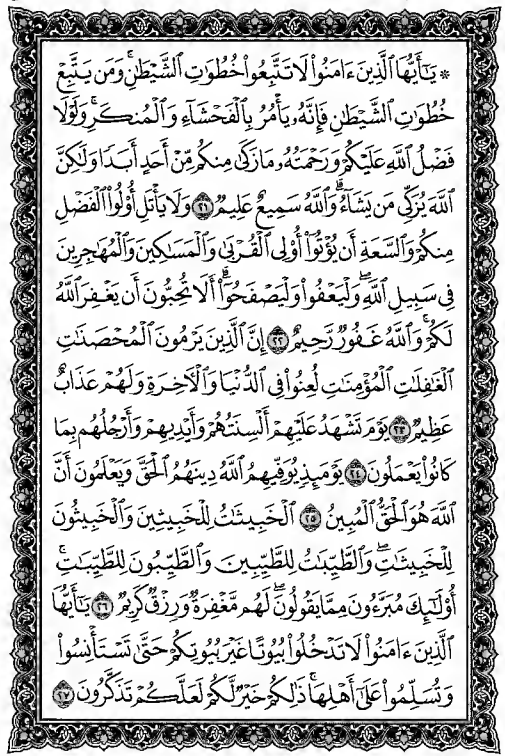 ۞ يَٰٓأَيُّهَا ٱلَّذِينَ ءَامَنُوا۟ لَا تَتَّبِعُوا۟ خُطُوَٰتِ ٱلشَّيْطَٰنِ ۚ وَمَن يَتَّبِعْ
خُطُوَٰتِ ٱلشَّيْطَٰنِ فَإِنَّهُۥ يَأْمُرُ بِٱلْفَحْشَآءِ وَٱلْمُنكَرِ ۚ وَلَوْلَا
فَضْلُ ٱللَّهِ عَلَيْكُمْ وَرَحْمَتُهُۥ مَا زَكَىٰ مِنكُم مِّنْ أَحَدٍ أَبَدًا وَلَٰكِنَّ
ٱللَّهَ يُزَكِّى مَن يَشَآءُ ۗ وَٱللَّهُ سَمِيعٌ عَلِيمٌ ٢١ وَلَا يَأْتَلِ أُو۟لُوا۟ ٱلْفَضْلِ
مِنكُمْ وَٱلسَّعَةِ أَن يُؤْتُوٓا۟ أُو۟لِى ٱلْقُرْبَىٰ وَٱلْمَسَٰكِينَ وَٱلْمُهَٰجِرِينَ
فِى سَبِيلِ ٱللَّهِ ۖ وَلْيَعْفُوا۟ وَلْيَصْفَحُوٓا۟ ۗ أَلَا تُحِبُّونَ أَن يَغْفِرَ ٱللَّهُ
لَكُمْ ۗ وَٱللَّهُ غَفُورٌ رَّحِيمٌ ٢٢ إِنَّ ٱلَّذِينَ يَرْمُونَ ٱلْمُحْصَنَٰتِ
ٱلْغَٰفِلَٰتِ ٱلْمُؤْمِنَٰتِ لُعِنُوا۟ فِى ٱلدُّنْيَا وَٱلْءَاخِرَةِ وَلَهُمْ عَذَابٌ
عَظِيمٌ ٢٣ يَوْمَ تَشْهَدُ عَلَيْهِمْ أَلْسِنَتُهُمْ وَأَيْدِيهِمْ وَأَرْجُلُهُم بِمَا
كَانُوا۟ يَعْمَلُونَ ٢٤ يَوْمَئِذٍ يُوَفِّيهِمُ ٱللَّهُ دِينَهُمُ ٱلْحَقَّ وَيَعْلَمُونَ أَنَّ
ٱللَّهَ هُوَ ٱلْحَقُّ ٱلْمُبِينُ ٢٥ ٱلْخَبِيثَٰتُ لِلْخَبِيثِينَ وَٱلْخَبِيثُونَ
لِلْخَبِيثَٰتِ ۖ وَٱلطَّيِّبَٰتُ لِلطَّيِّبِينَ وَٱلطَّيِّبُونَ لِلطَّيِّبَٰتِ ۚ
أُو۟لَٰٓئِكَ مُبَرَّءُونَ مِمَّا يَقُولُونَ ۖ لَهُم مَّغْفِرَةٌ وَرِزْقٌ كَرِيمٌ ٢٦ يَٰٓأَيُّهَا
ٱلَّذِينَ ءَامَنُوا۟ لَا تَدْخُلُوا۟ بُيُوتًا غَيْرَ بُيُوتِكُمْ حَتَّىٰ تَسْتَأْنِسُوا۟
وَتُسَلِّمُوا۟ عَلَىٰٓ أَهْلِهَا ۚ ذَٰلِكُمْ خَيْرٌ لَّكُمْ لَعَلَّكُمْ تَذَكَّرُونَ ٢٧